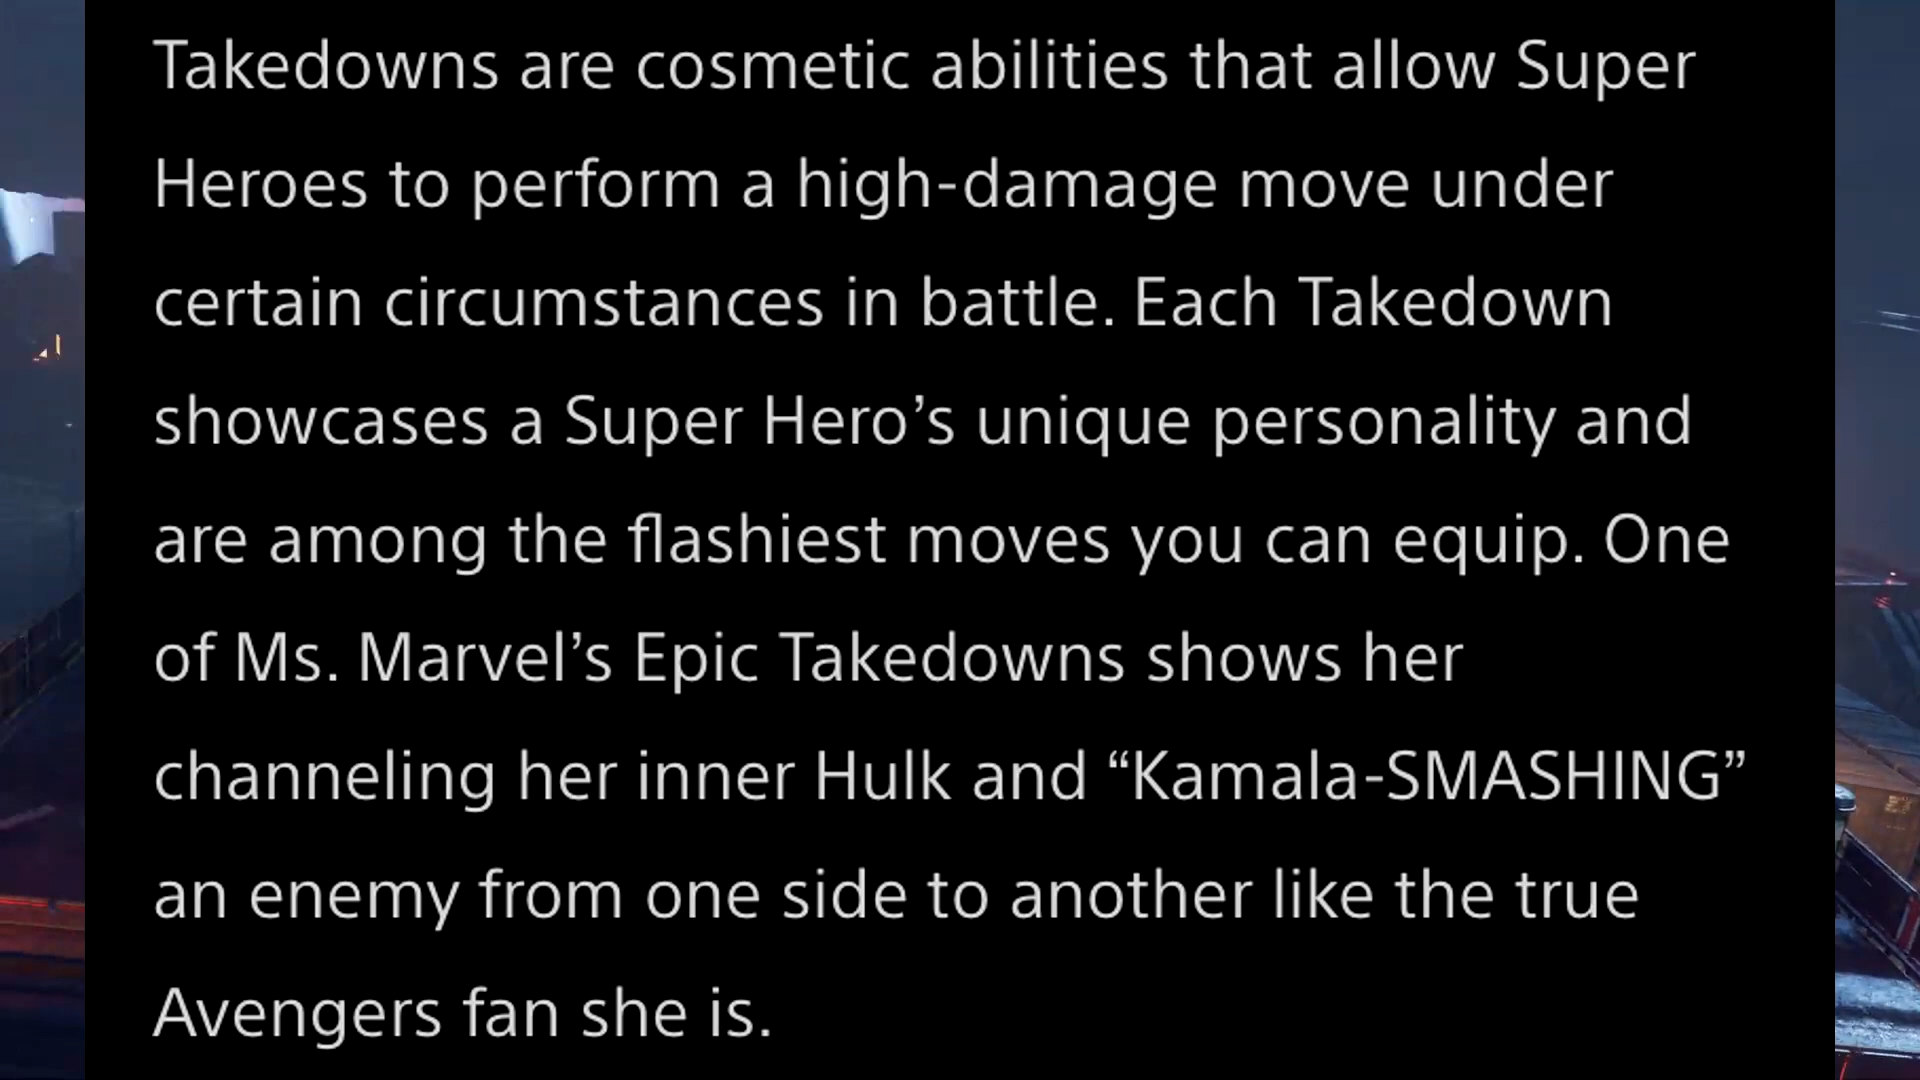 Takedowns are cosmetic abilities that allow Super
Heroes to perform a high-damage move under
certain circumstances in battle. Each Takedown
showcases a Super Hero’s unique personality and
are among the flashiest moves you can equip. One
of Ms. Marvel’s Epic Takedowns shows her
channeling her inner Hulk and “Kamala-SMASHING”
an enemy from one side to another like the true
Avengers fan she is.